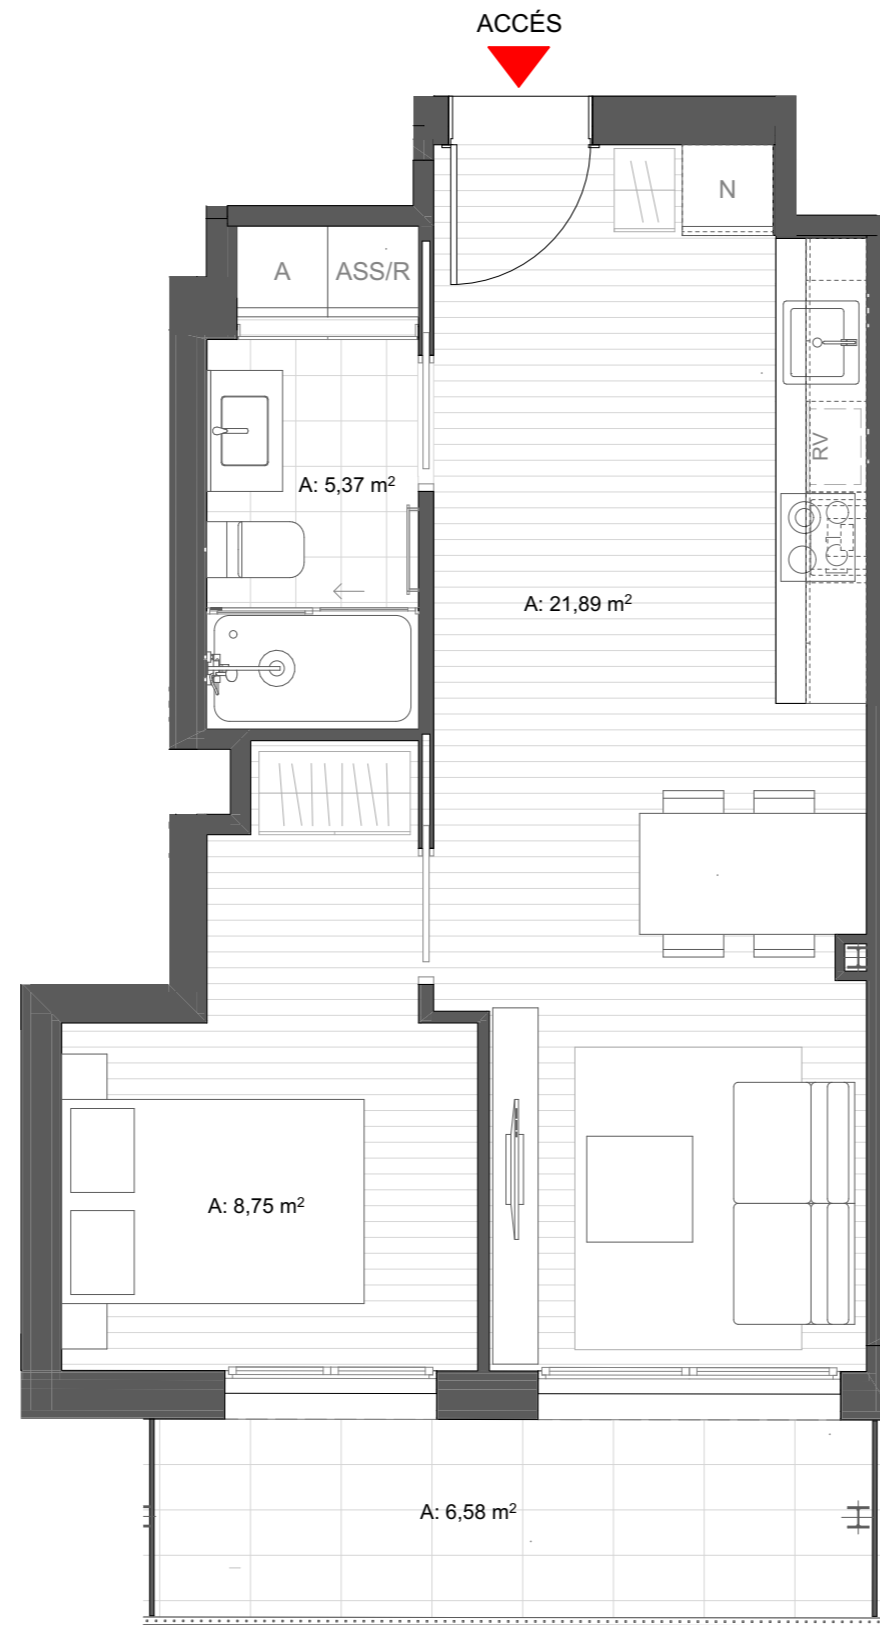 ACCÉS
N
A
ASS/R
RV
A: 5,37 m²
A: 21,89 m²
A: 8,75 m²
A: 6,58 m²